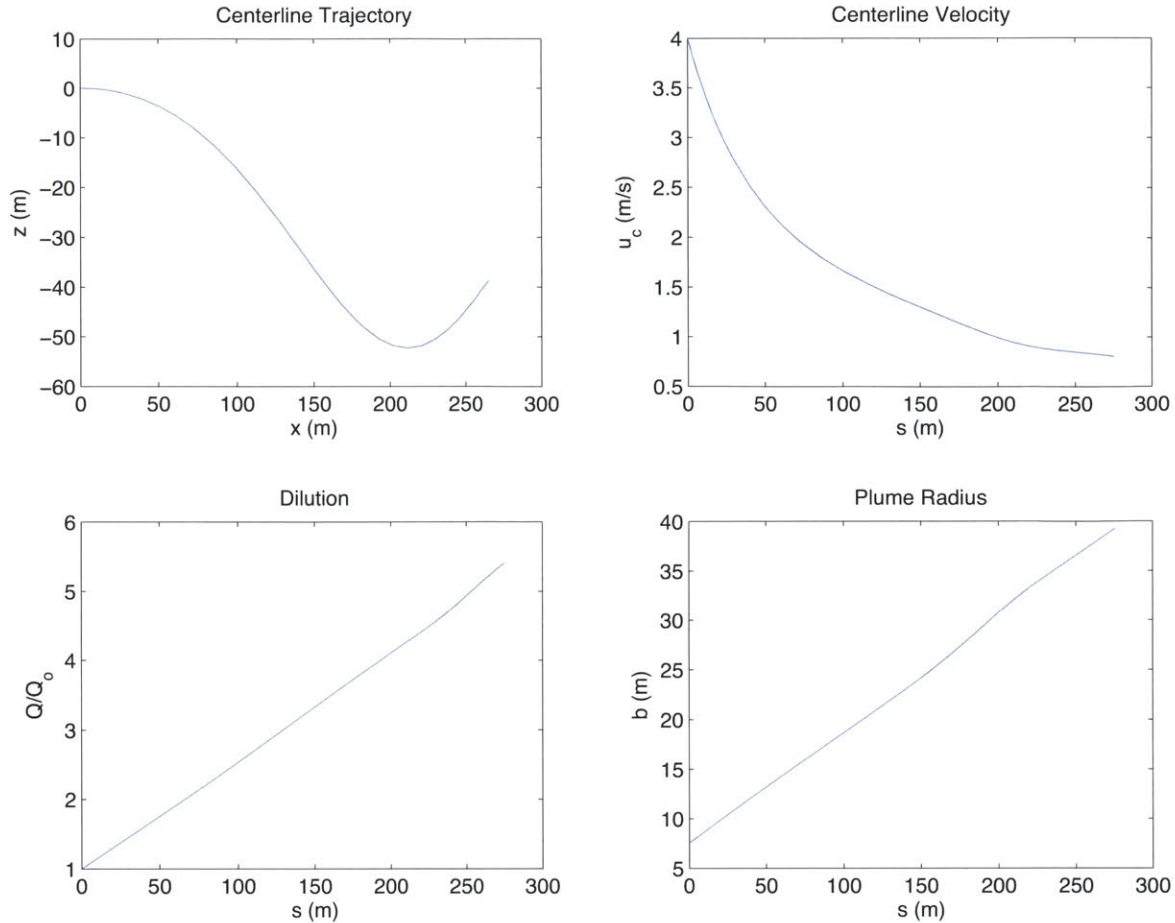 Centerline Trajectory
10
0
−10
−20
−30
−40
−50
−60
z (m)
0 50 100 150 200 250 300
x (m)
Centerline Velocity
4
3.5
3
2.5
2
1.5
1
0.5
u_c (m/s)
0 50 100 150 200 250 300
s (m)
Dilution
6
5
4
3
2
1
Q/Q_o
0 50 100 150 200 250 300
s (m)
Plume Radius
40
35
30
25
20
15
10
5
b (m)
0 50 100 150 200 250 300
s (m)